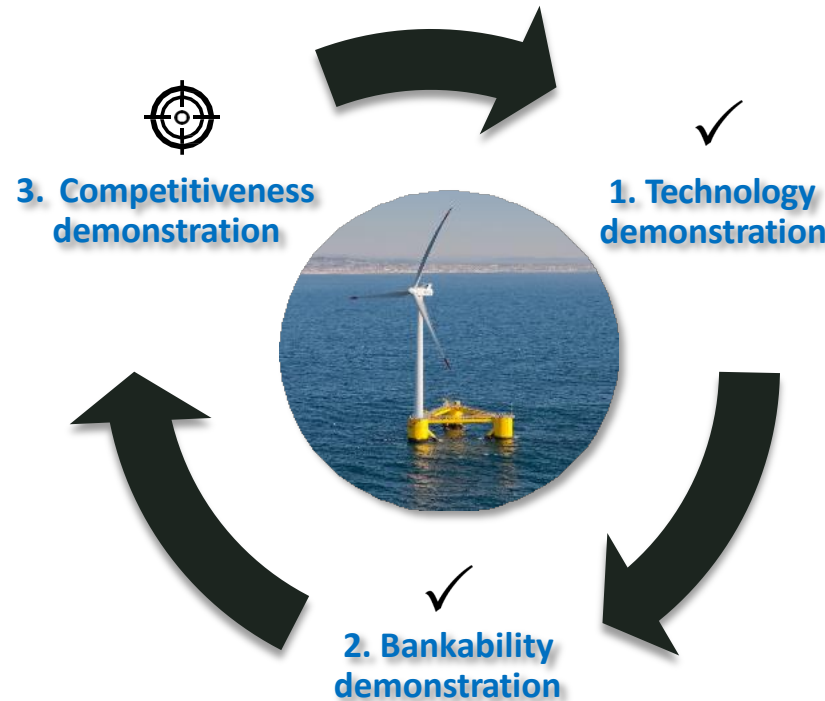 3. Competitiveness
demonstration
1. Technology
demonstration
2. Bankability
demonstration